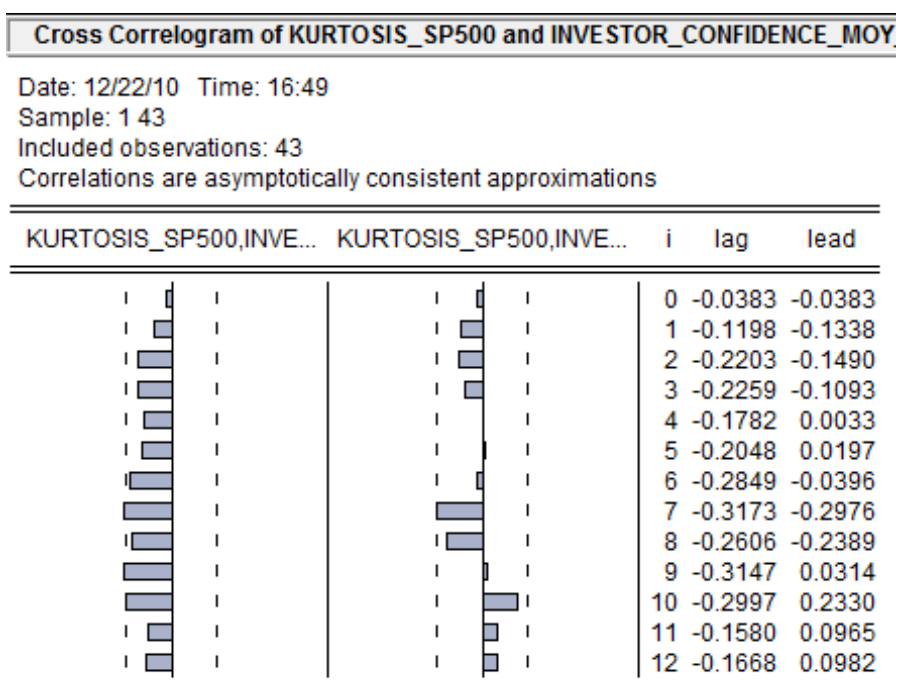 Cross Correlogram of KURTOSIS_SP500 and INVESTOR_CONFIDENCE_MOY_
Date: 12/22/10 Time: 16:49
Sample: 1 43
Included observations: 43
Correlations are asymptotically consistent approximations
KURTOSIS_SP500,INVE... KURTOSIS_SP500,INVE... i lag lead
0 -0.0383 -0.0383
1 -0.1198 -0.1338
2 -0.2203 -0.1490
3 -0.2259 -0.1093
4 -0.1782 0.0033
5 -0.2048 0.0197
6 -0.2849 -0.0396
7 -0.3173 -0.2976
8 -0.2606 -0.2389
9 -0.3147 0.0314
10 -0.2997 0.2330
11 -0.1580 0.0965
12 -0.1668 0.0982